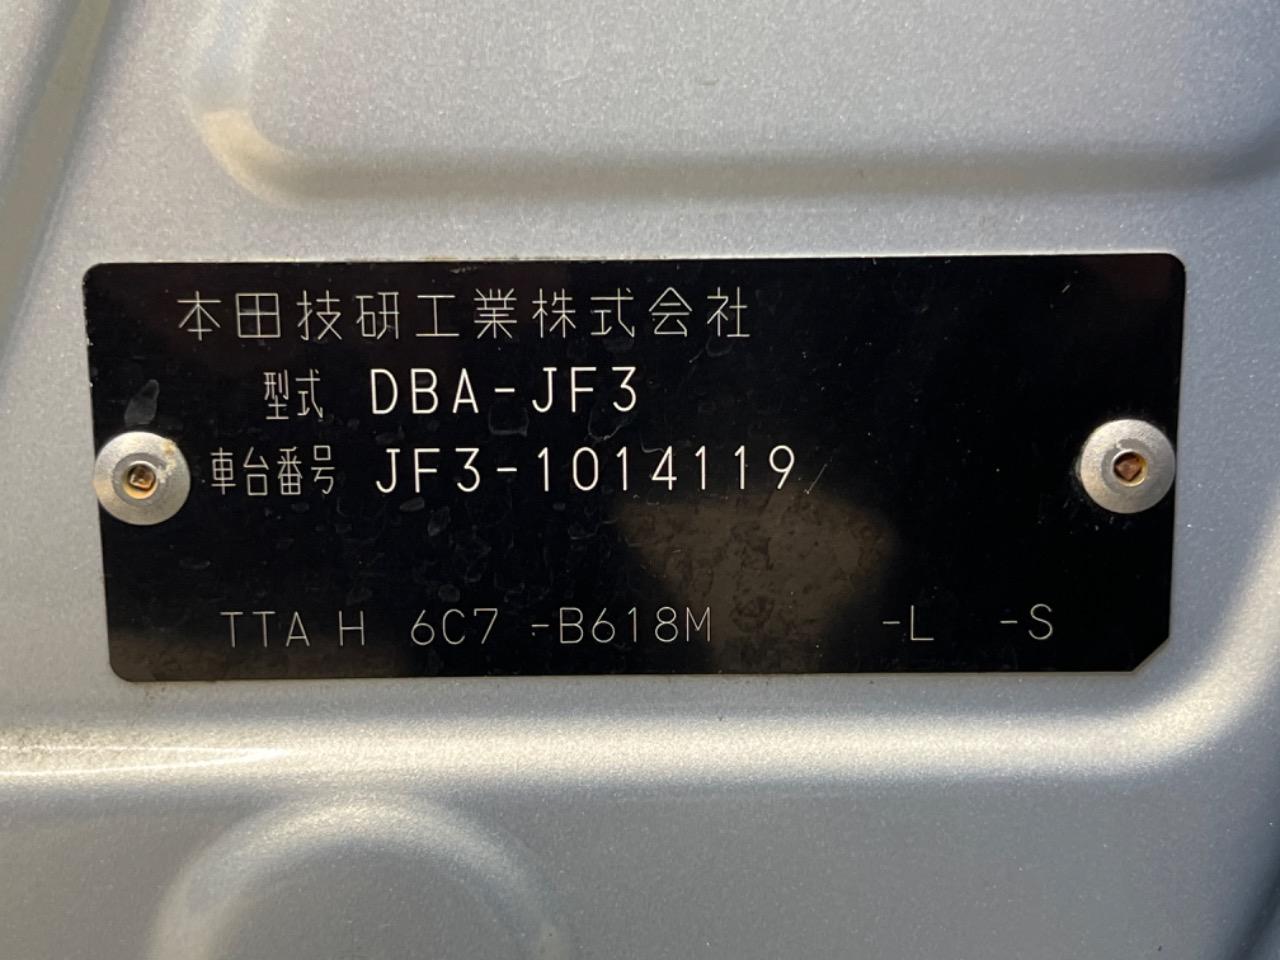 本田技研工業株式会社
型式 DBA-JF3
車台番号 JF3-1014119
TTA H 6C7 -B618M -L -S